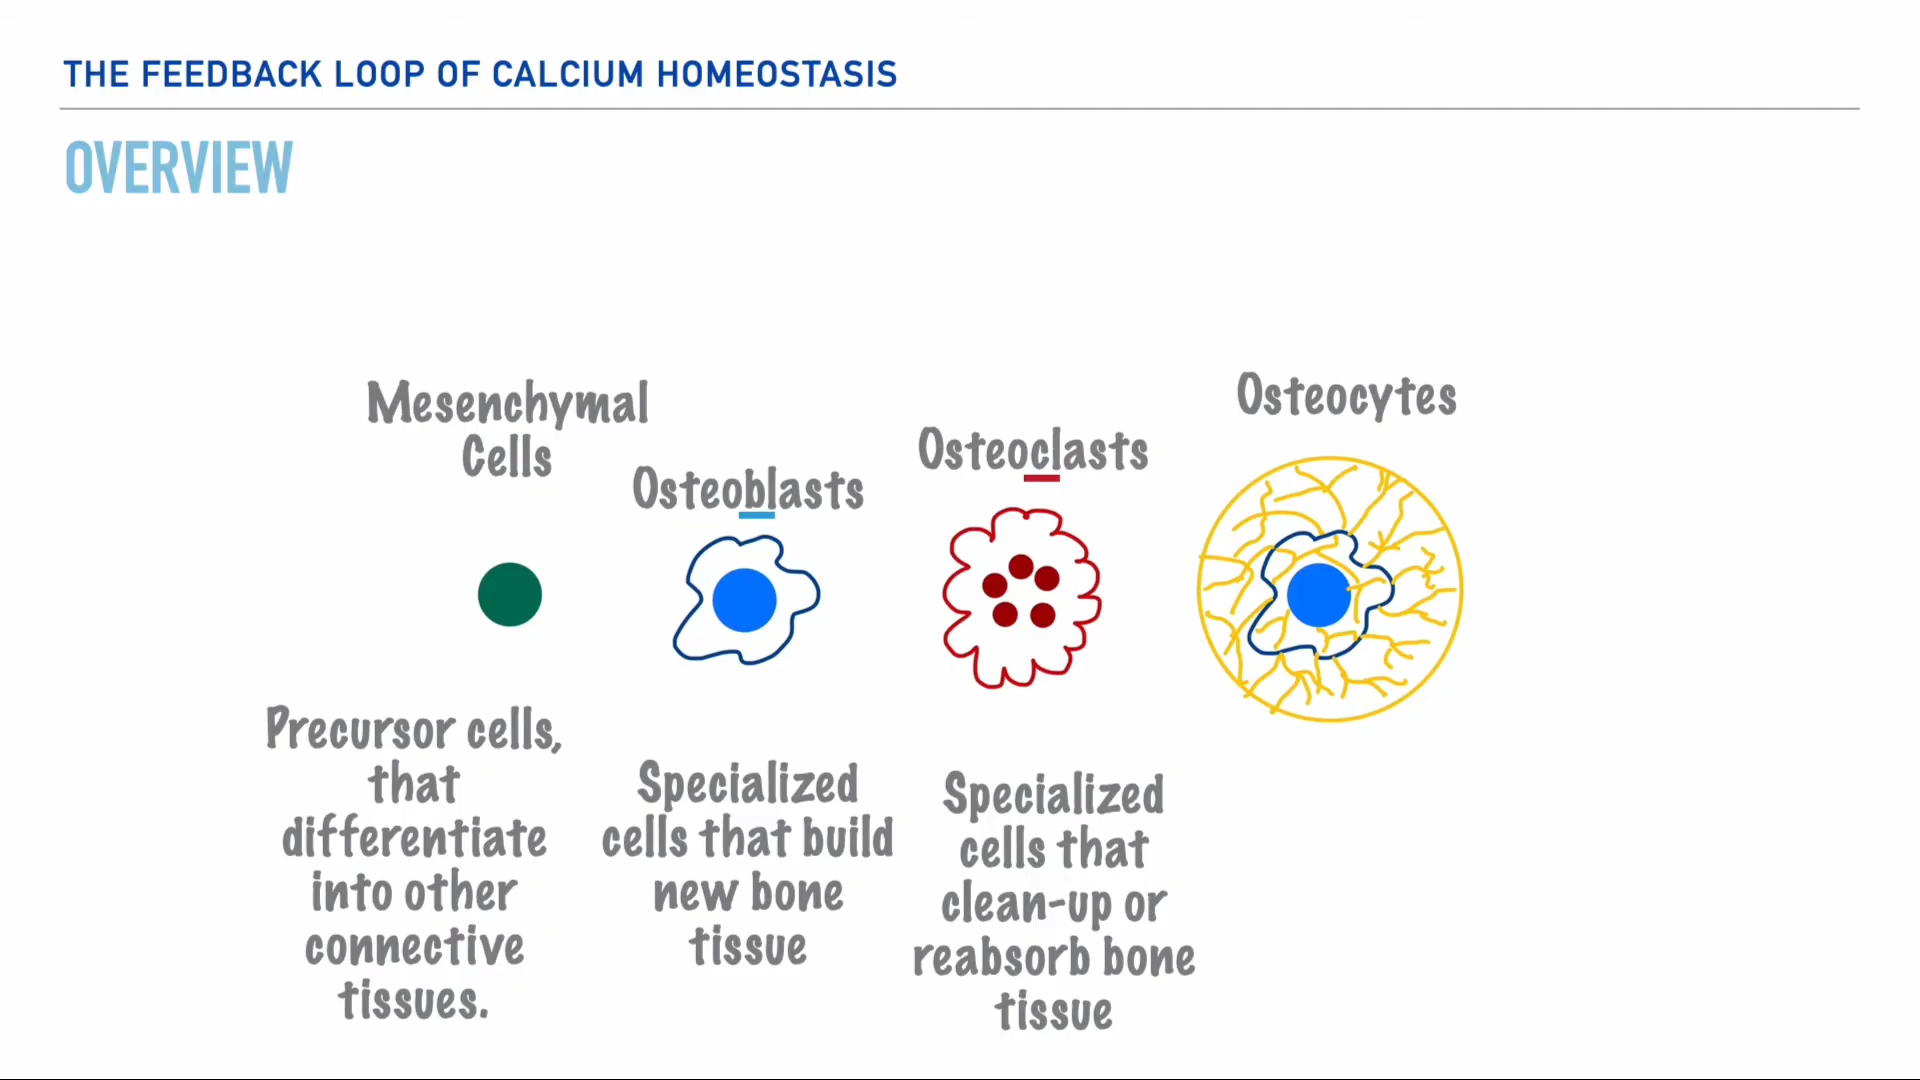 THE FEEDBACK LOOP OF CALCIUM HOMEOSTASIS
OVERVIEW
Mesenchymal
Cells
Osteoblasts
Osteoclasts
Osteocytes
Precursor cells,
that
differentiate
into other
connective
tissues.
Specialized
cells that build
new bone
tissue
Specialized
cells that
clean-up or
reabsorb bone
tissue